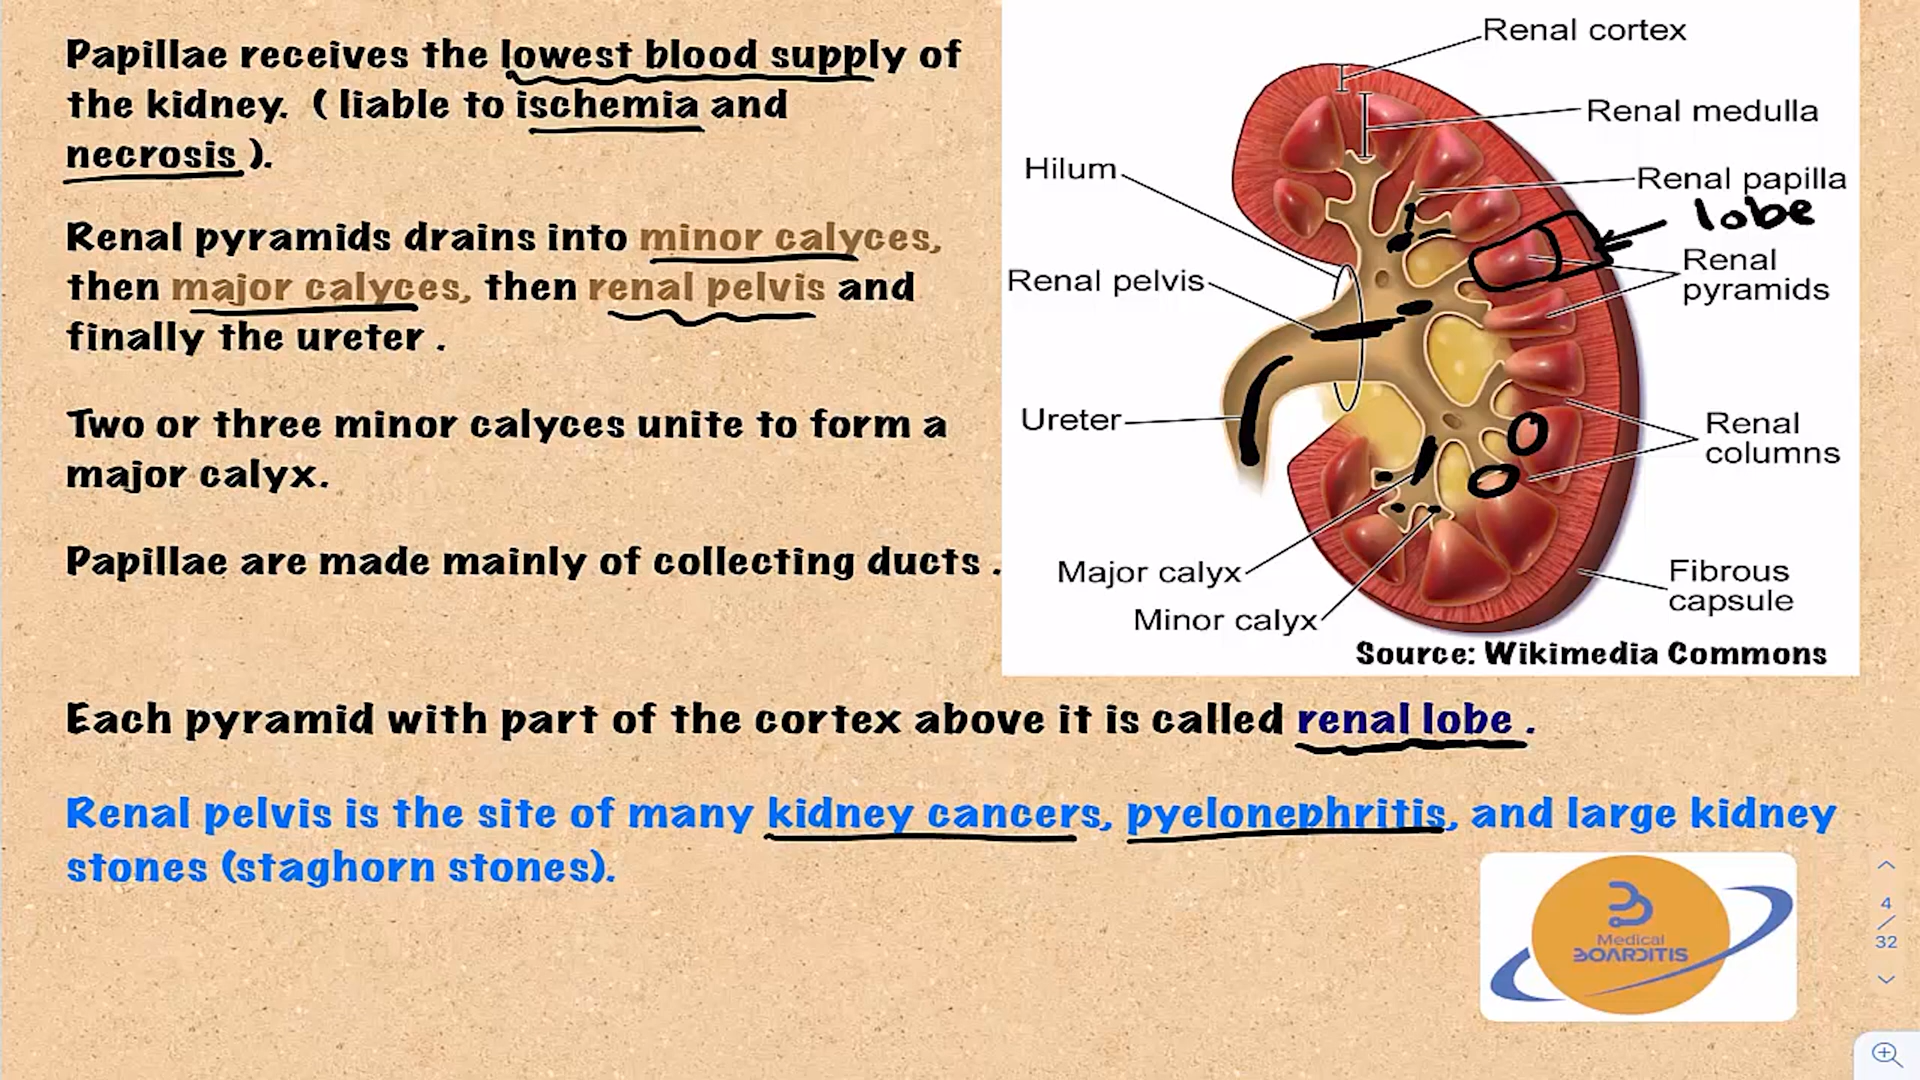 Papillae receives the lowest blood supply of
the kidney. ( liable to ischemia and
necrosis ).
Renal pyramids drains into minor calyces,
then major calyces, then renal pelvis and
finally the ureter .
Two or three minor calyces unite to form a
major calyx.
Papillae are made mainly of collecting ducts .
Renal cortex
Renal medulla
Hilum
Renal papilla
lobe
Renal
pyramids
Renal pelvis
Ureter
Renal
columns
Major calyx
Fibrous
capsule
Minor calyx
Source: Wikimedia Commons
Each pyramid with part of the cortex above it is called renal lobe .
Renal pelvis is the site of many kidney cancers, pyelonephritis, and large kidney
stones (staghorn stones).
Medical
BOARDITIS
4
/
32